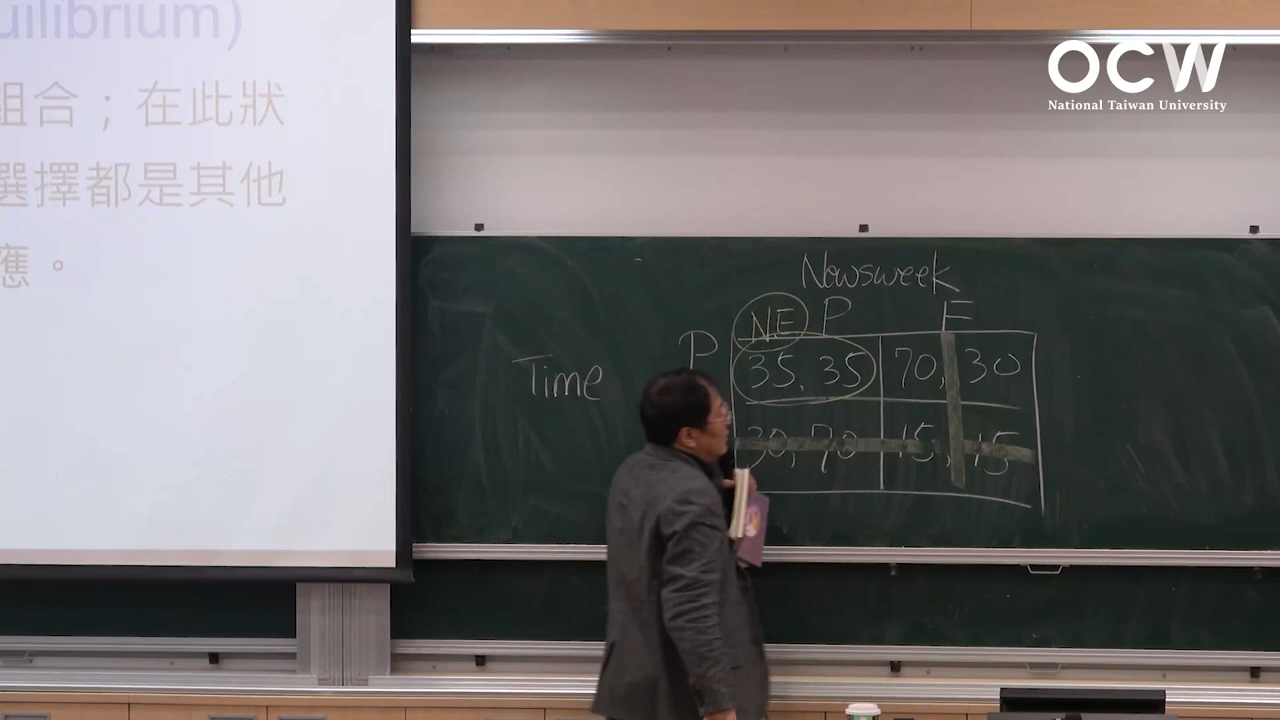 uilibrium)
組合；在此狀
選擇都是其他
應。
OCW
National Taiwan University
Newsweek
NE P F
Time P
35, 35 70, 30
30, 70 15, 15